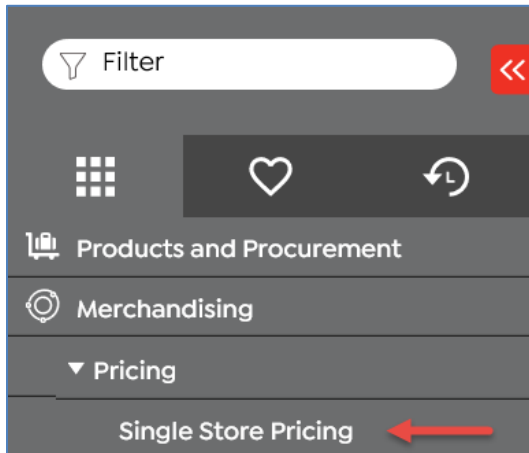 Filter
Products and Procurement
Merchandising
Pricing
Single Store Pricing